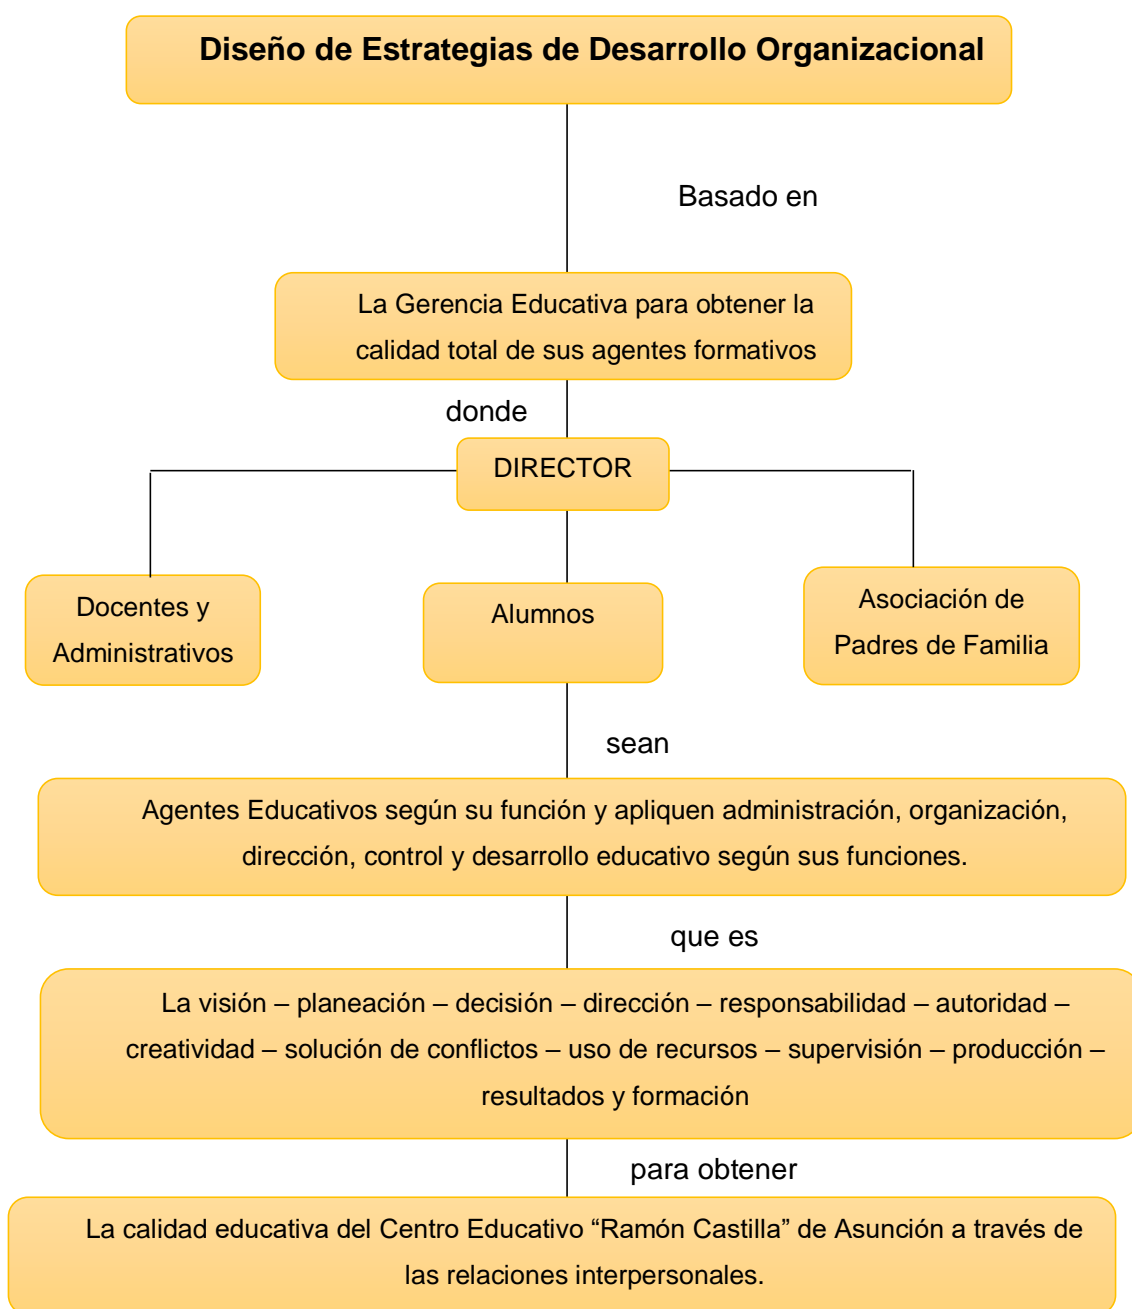 Diseño de Estrategias de Desarrollo Organizacional
Basado en
La Gerencia Educativa para obtener la
calidad total de sus agentes formativos
donde
DIRECTOR
Docentes y
Administrativos
Alumnos
Asociación de
Padres de Familia
sean
Agentes Educativos según su función y apliquen administración, organización,
dirección, control y desarrollo educativo según sus funciones.
que es
La visión – planeación – decisión – dirección – responsabilidad – autoridad –
creatividad – solución de conflictos – uso de recursos – supervisión – producción –
resultados y formación
para obtener
La calidad educativa del Centro Educativo “Ramón Castilla” de Asunción a través de
las relaciones interpersonales.